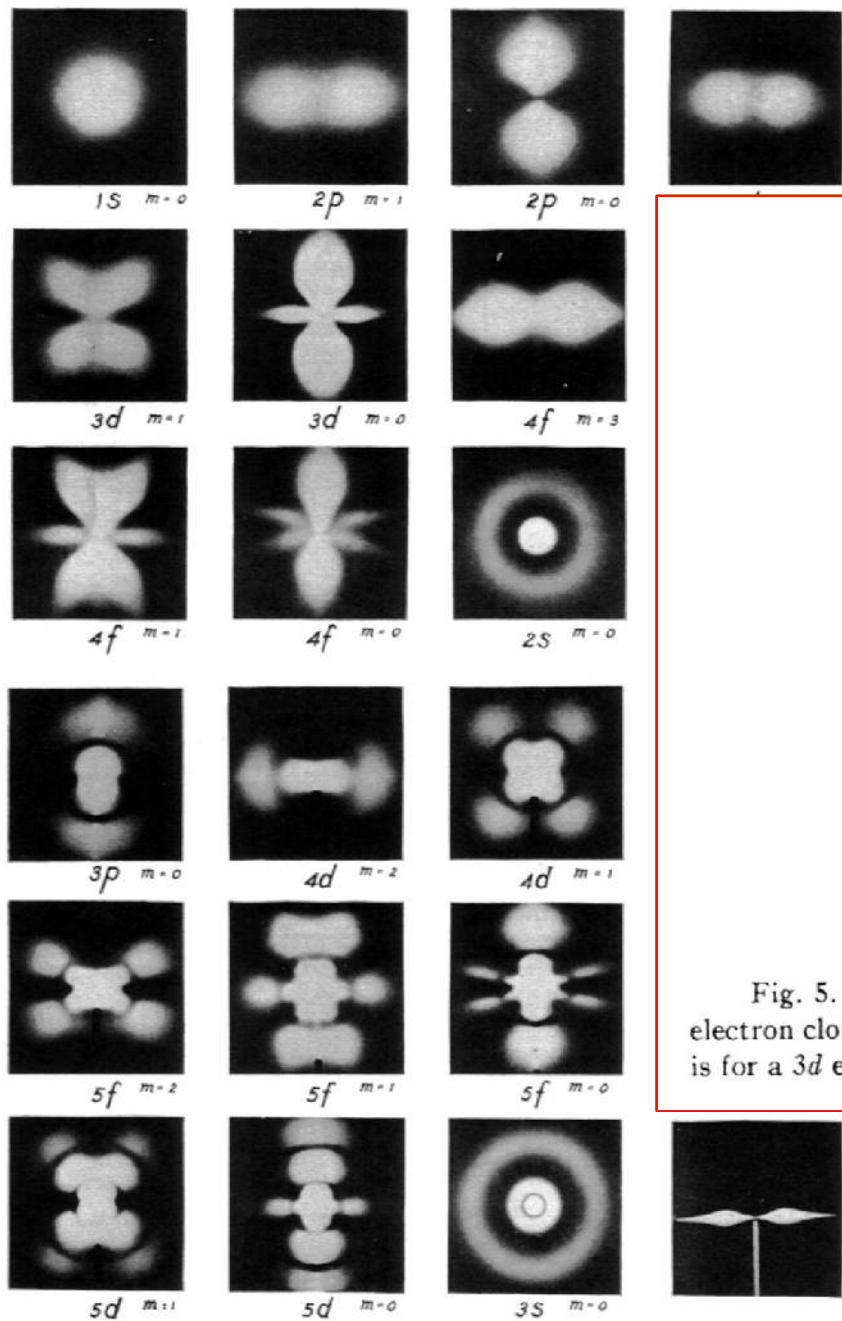 1s m=0 2p m=1 2p m=0
3d m=1 3d m=0 4f m=3
4f m=1 4f m=0 2s m=0
3p m=0 4d m=2 4d m=1
Fig. 5.
electron
is for a 3d
5f m=2 5f m=1 5f m=0
5d m=1 5d m=0 3s m=0